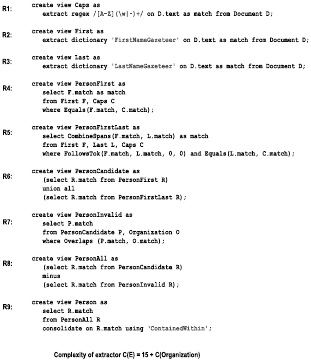 R1: create view Caps as
extract regex /[A-Z](\w|-)+/ on D.text as match from Document D;
R2: create view First as
extract dictionary 'FirstNameGazeteer' on D.text as match from Document D;
R3: create view Last as
extract dictionary 'LastNameGazeteer' on D.text as match from Document D;
R4: create view PersonFirst as
select F.match as match
from First F, Caps C
where Equals(F.match, C.match);
R5: create view PersonFirstLast as
select CombineSpans(F.match, L.match) as match
from First F, Last L, Caps C
where FollowsTok(F.match, L.match, 0, 0) and Equals(L.match, C.match);
R6: create view PersonCandidate as
(select R.match from PersonFirst R)
union all
(select R.match from PersonFirstLast R);
R7: create view PersonInvalid as
select P.match
from PersonCandidate P, Organization O
where Overlaps (P.match, O.match);
R8: create view PersonAll as
(select R.match from PersonCandidate R)
minus
(select R.match from PersonInvalid R);
R9: create view Person as
select R.match
from PersonAll R
consolidate on R.match using 'ContainedWithin';
Complexity of extractor C(E) = 15 + C(Organization)